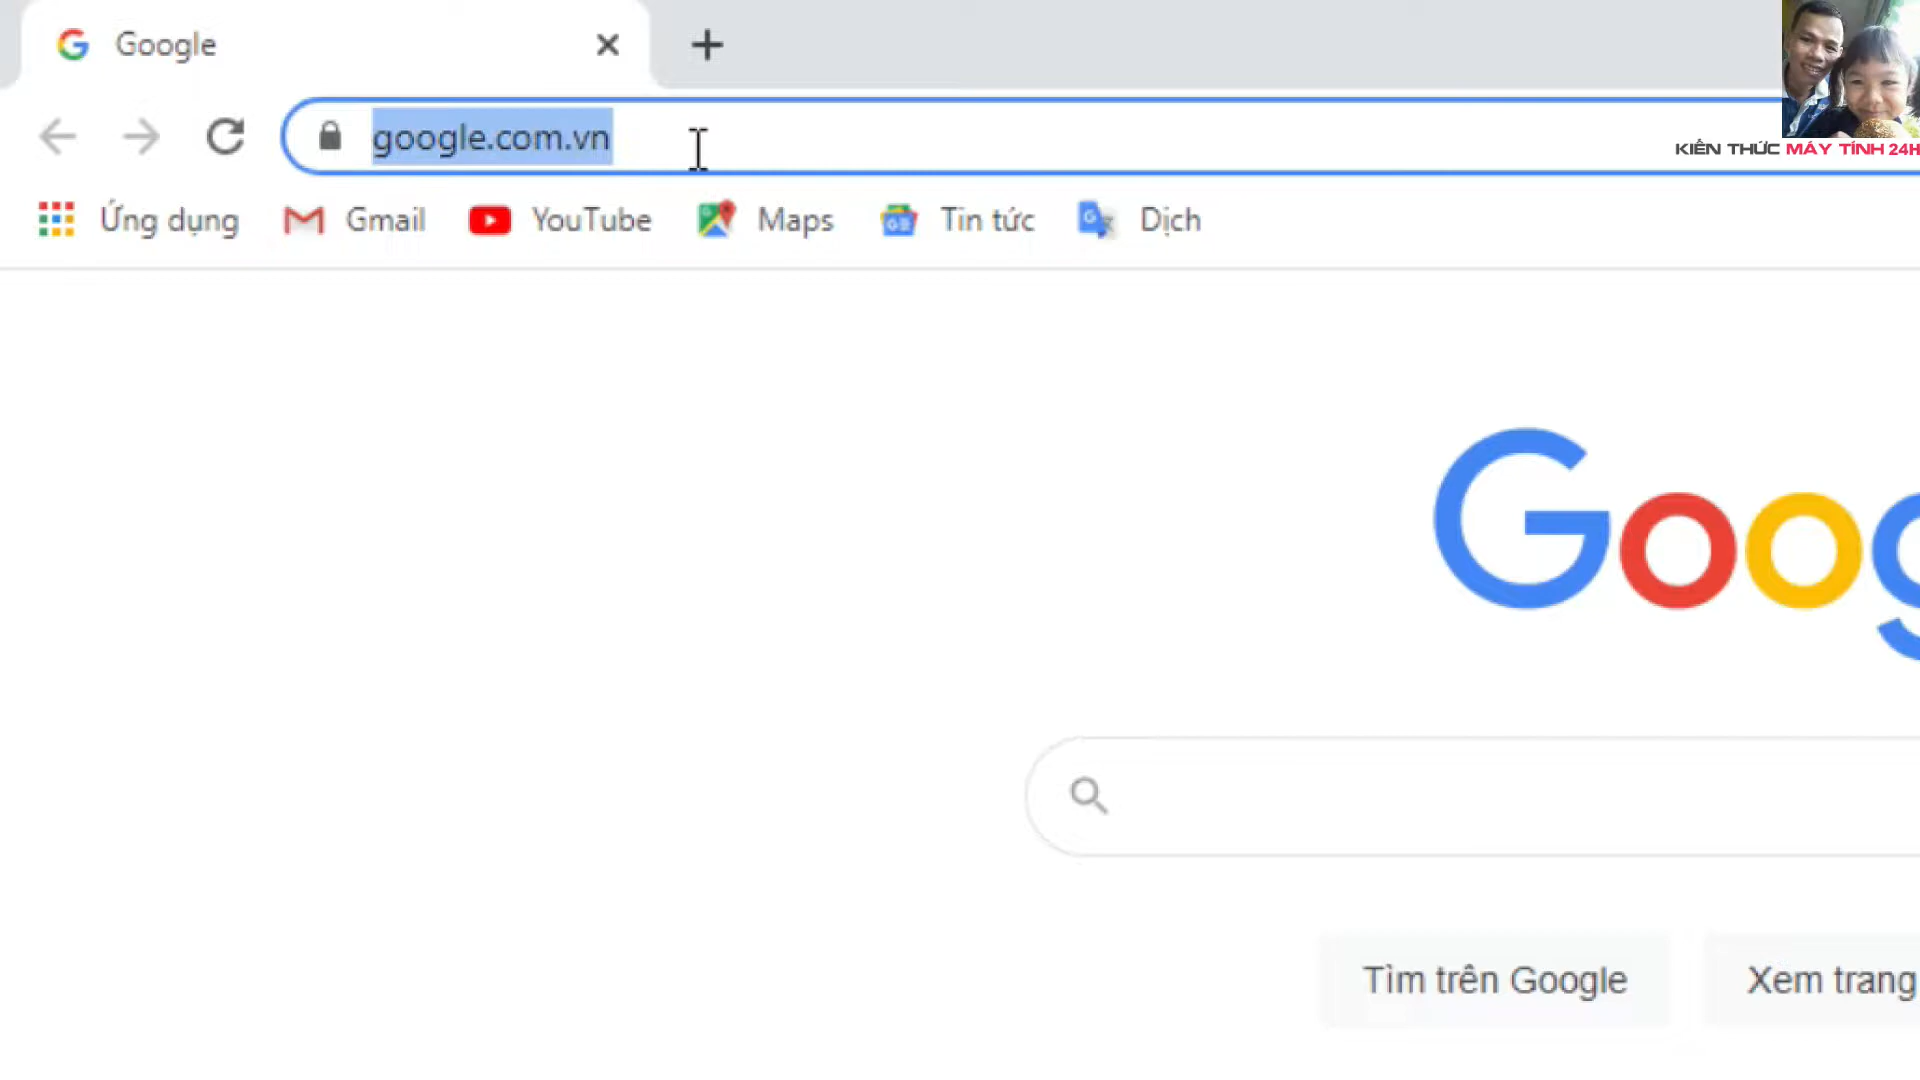 Google
google.com.vn
KIẾN THỨC MÁY TÍNH 24H
Ứng dụng Gmail YouTube Maps Tin tức Dịch
Goog
Tìm trên Google Xem trang